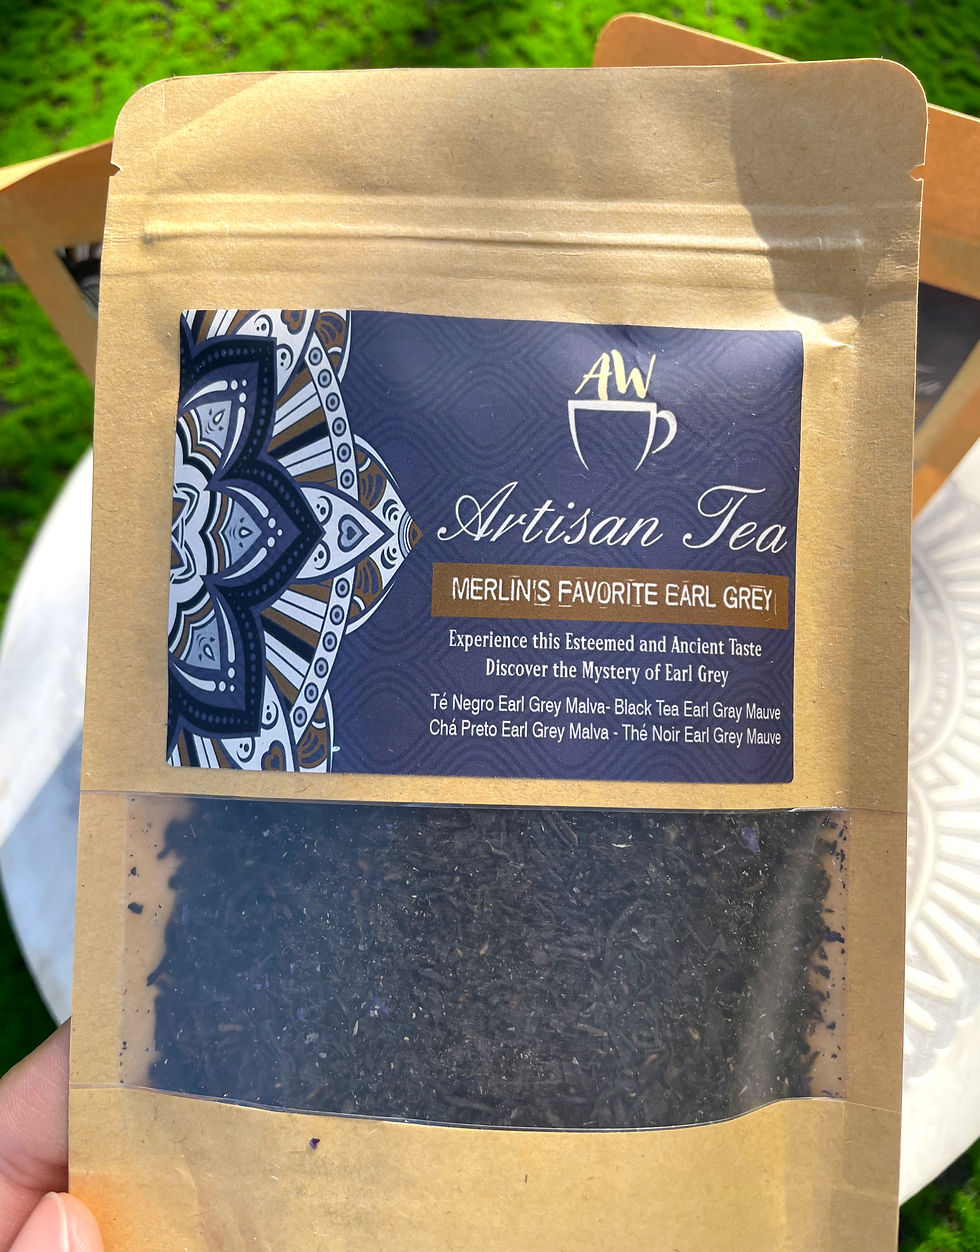 AW
Artisan Tea
MERLIN'S FAVORITE EARL GREY
Experience this Esteemed and Ancient Taste
Discover the Mystery of Earl Grey
Té Negro Earl Grey Malva- Black Tea Earl Gray Mauve
Chá Preto Earl Grey Malva - Thé Noir Earl Grey Mauve